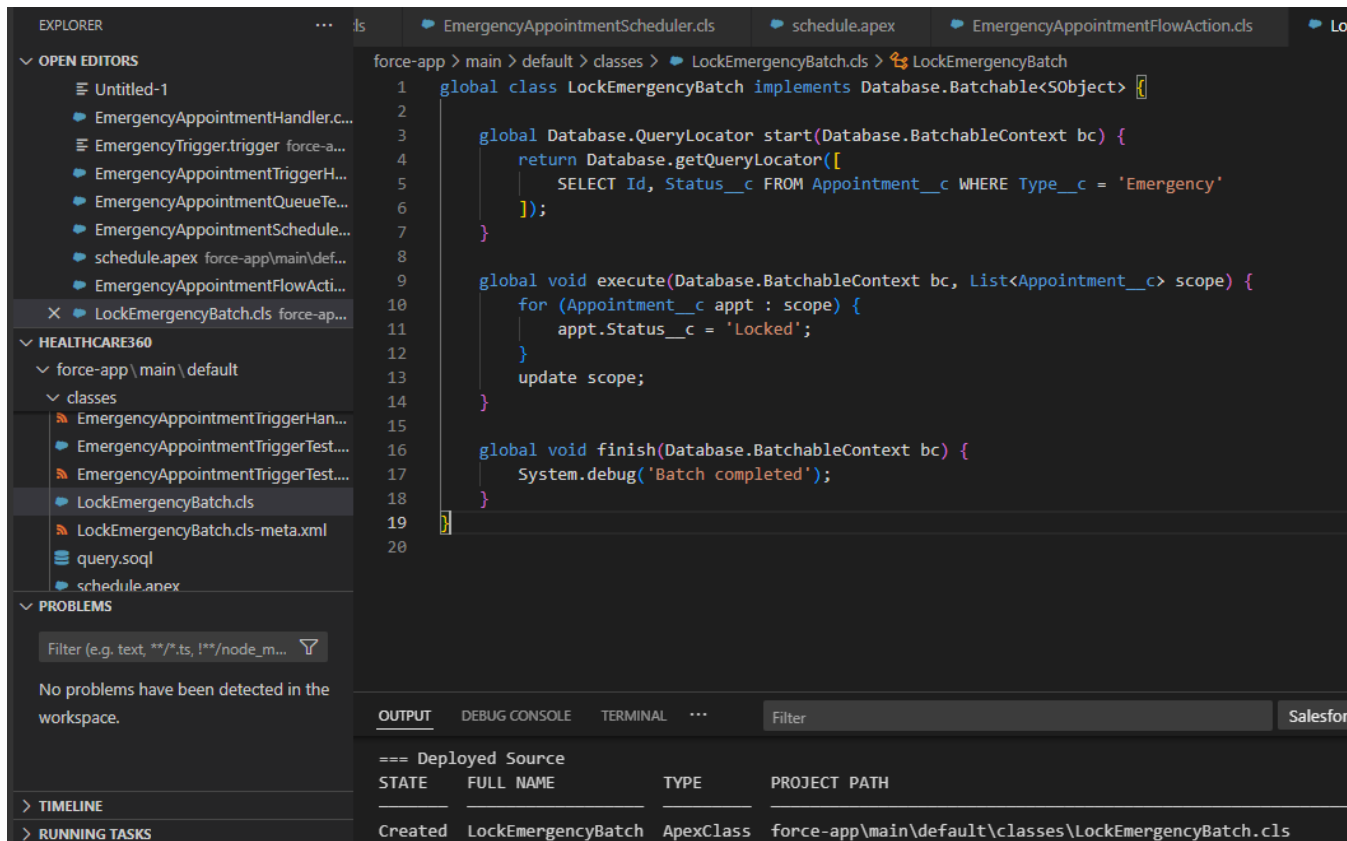 EXPLORER
··· ls EmergencyAppointmentScheduler.cls schedule.apex EmergencyAppointmentFlowAction.cls Lo
OPEN EDITORS
Untitled-1
EmergencyAppointmentHandler.c...
EmergencyTrigger.trigger force-a...
EmergencyAppointmentTriggerH...
EmergencyAppointmentQueueTe...
EmergencyAppointmentSchedule...
schedule.apex force-app\main\def...
EmergencyAppointmentFlowActi...
LockEmergencyBatch.cls force-ap...
HEALTHCARE360
force-app\main\default
classes
EmergencyAppointmentTriggerHan...
EmergencyAppointmentTriggerTest....
EmergencyAppointmentTriggerTest....
LockEmergencyBatch.cls
LockEmergencyBatch.cls-meta.xml
query.soql
schedule.apex
PROBLEMS
Filter (e.g. text, **/*.ts, !**/node_m...
No problems have been detected in the
workspace.
TIMELINE
RUNNING TASKS
force-app > main > default > classes > LockEmergencyBatch.cls > LockEmergencyBatch
1 global class LockEmergencyBatch implements Database.Batchable<SObject> {
2
3 global Database.QueryLocator start(Database.BatchableContext bc) {
4 return Database.getQueryLocator([
5 SELECT Id, Status__c FROM Appointment__c WHERE Type__c = 'Emergency'
6 ]);
7 }
8
9 global void execute(Database.BatchableContext bc, List<Appointment__c> scope) {
10 for (Appointment__c appt : scope) {
11 appt.Status__c = 'Locked';
12 }
13 update scope;
14 }
15
16 global void finish(Database.BatchableContext bc) {
17 System.debug('Batch completed');
18 }
19 }
20
OUTPUT DEBUG CONSOLE TERMINAL ··· Filter Salesfor
=== Deployed Source
STATE FULL NAME TYPE PROJECT PATH
Created LockEmergencyBatch ApexClass force-app\main\default\classes\LockEmergencyBatch.cls